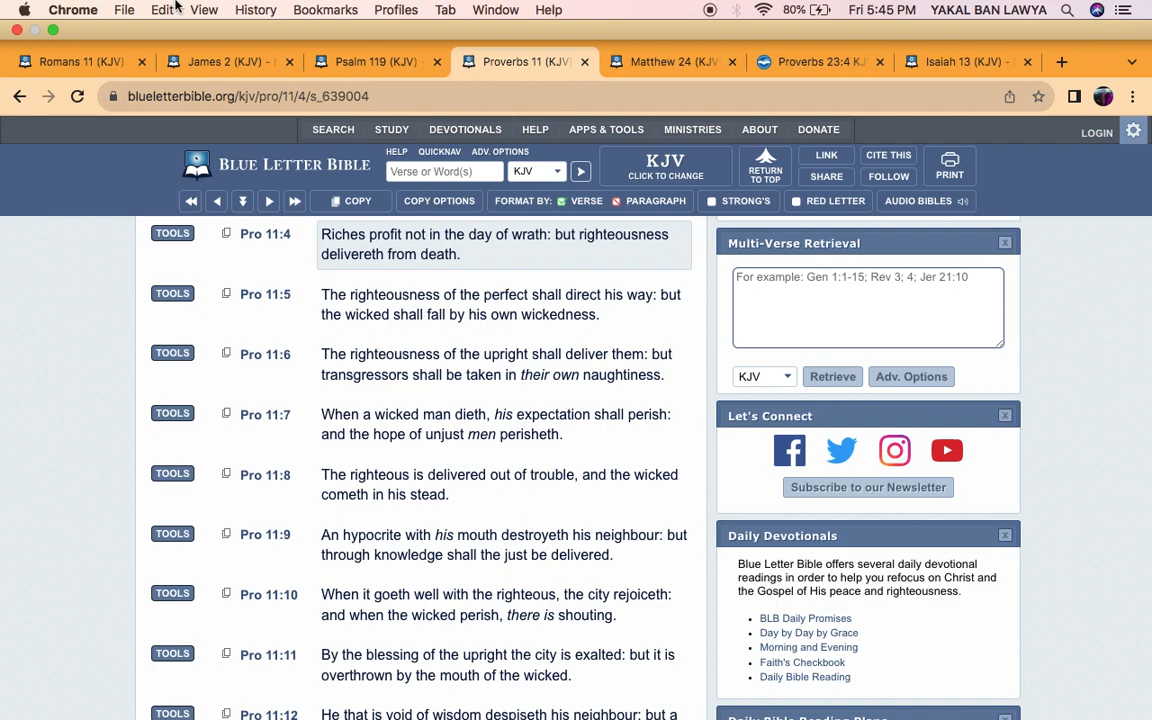 Chrome File Edit View History Bookmarks Profiles Tab Window Help 80% Fri 5:45 PM YAKAL BAN LAWYA
Romans 11 (KJV) James 2 (KJV) - Psalm 119 (KJV) Proverbs 11 (KJV) Matthew 24 (KJV Proverbs 23:4 KJV Isaiah 13 (KJV) -
blueletterbible.org/kjv/pro/11/4/s_639004
SEARCH STUDY DEVOTIONALS HELP APPS & TOOLS MINISTRIES ABOUT DONATE LOGIN
BLUE LETTER BIBLE
HELP QUICKNAV ADV. OPTIONS
Verse or Word(s) KJV
KJV
CLICK TO CHANGE
RETURN
TO TOP
LINK CITE THIS
SHARE FOLLOW
PRINT
COPY COPY OPTIONS FORMAT BY: VERSE PARAGRAPH STRONG'S RED LETTER AUDIO BIBLES
TOOLS Pro 11:4 Riches profit not in the day of wrath: but righteousness
delivereth from death.
TOOLS Pro 11:5 The righteousness of the perfect shall direct his way: but
the wicked shall fall by his own wickedness.
TOOLS Pro 11:6 The righteousness of the upright shall deliver them: but
transgressors shall be taken in their own naughtiness.
TOOLS Pro 11:7 When a wicked man dieth, his expectation shall perish:
and the hope of unjust men perisheth.
TOOLS Pro 11:8 The righteous is delivered out of trouble, and the wicked
cometh in his stead.
TOOLS Pro 11:9 An hypocrite with his mouth destroyeth his neighbour: but
through knowledge shall the just be delivered.
TOOLS Pro 11:10 When it goeth well with the righteous, the city rejoiceth:
and when the wicked perish, there is shouting.
TOOLS Pro 11:11 By the blessing of the upright the city is exalted: but it is
overthrown by the mouth of the wicked.
TOOLS Pro 11:12 He that is void of wisdom despiseth his neighbour: but a
Multi-Verse Retrieval
For example: Gen 1:1-15; Rev 3; 4; Jer 21:10
KJV Retrieve Adv. Options
Let's Connect
Subscribe to our Newsletter
Daily Devotionals
Blue Letter Bible offers several daily devotional
readings in order to help you refocus on Christ and
the Gospel of His peace and righteousness.
BLB Daily Promises
Day by Day by Grace
Morning and Evening
Faith's Checkbook
Daily Bible Reading
Daily Bible Reading Plans